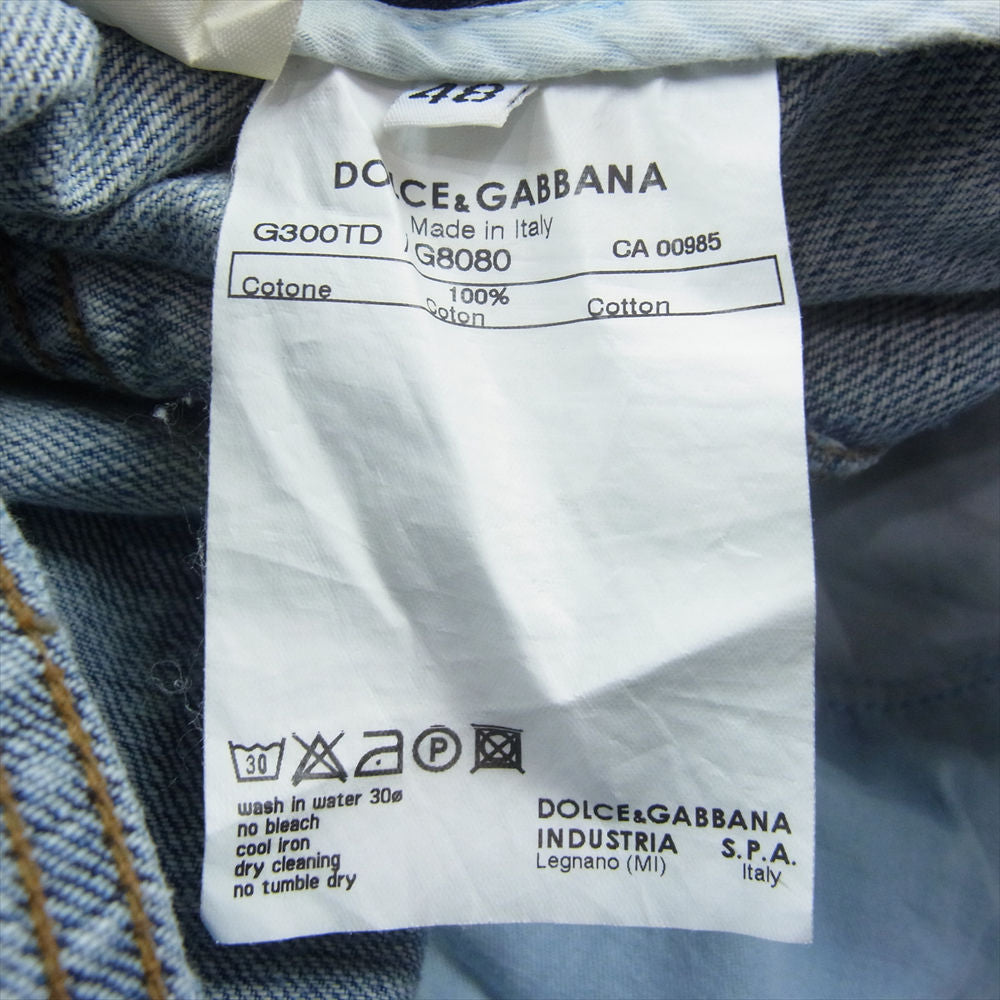 48
DOLCE&GABBANA
Made in Italy
G300TD G8080 CA 00985
Cotone 100% Cotton
Coton
30 P
wash in water 30ø
no bleach
cool iron
dry cleaning
no tumble dry
DOLCE&GABBANA
INDUSTRIA S.P.A.
Legnano (MI) Italy